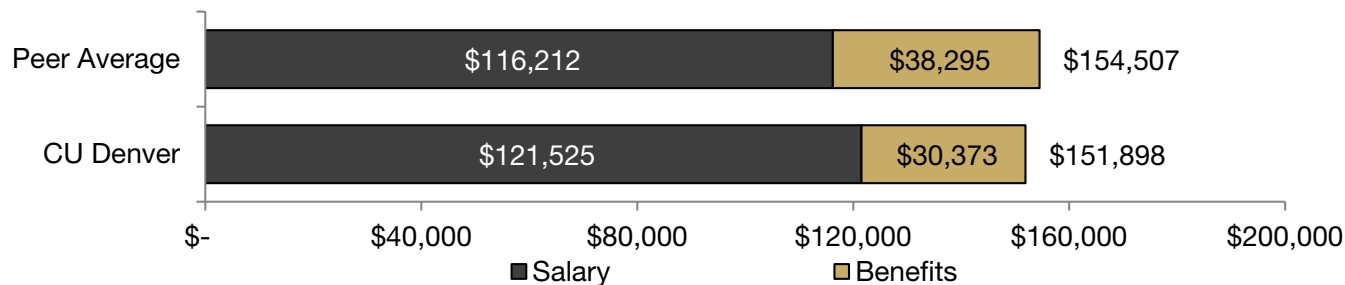 Peer Average $116,212 $38,295 $154,507
CU Denver $121,525 $30,373 $151,898
$- $40,000 $80,000 $120,000 $160,000 $200,000
Salary Benefits